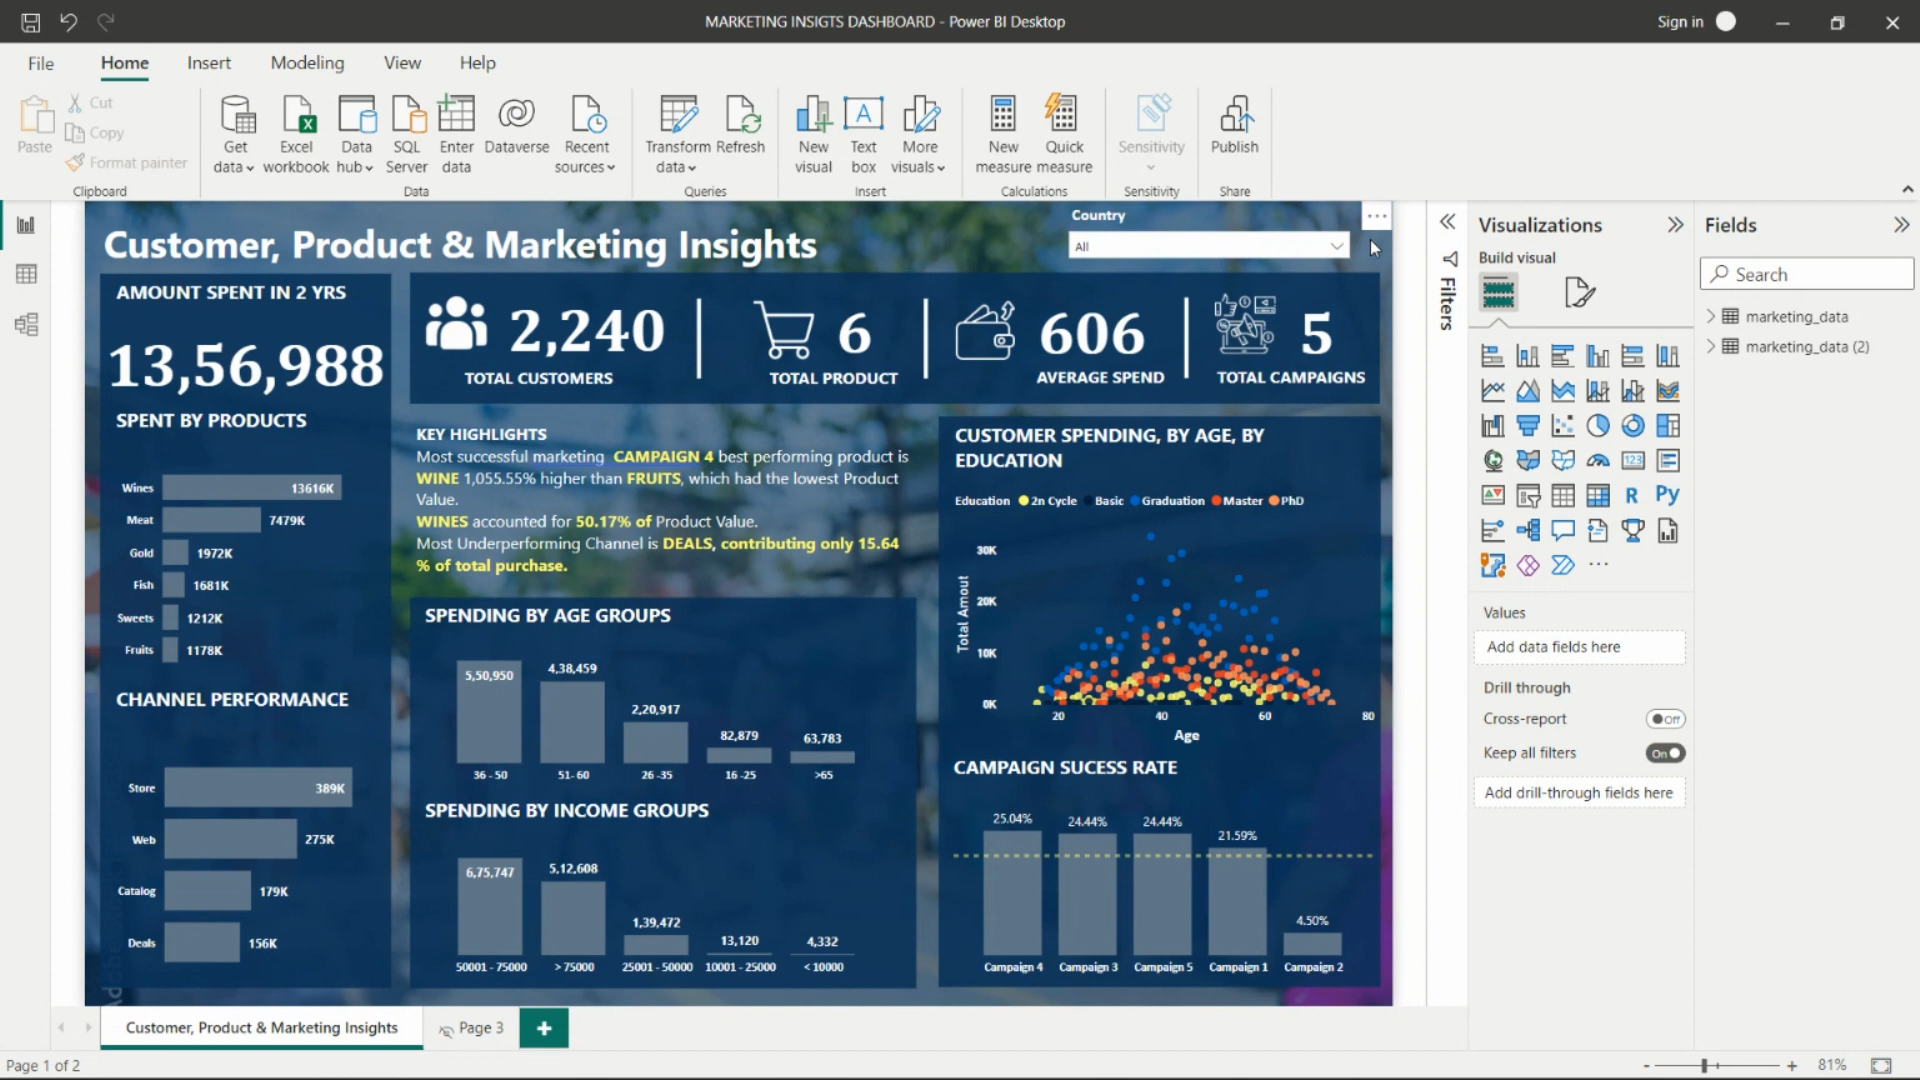 MARKETING INSIGTS DASHBOARD - Power BI Desktop
Sign in
File
Home
Insert
Modeling
View
Help
Paste
Cut
Copy
Format painter
Clipboard
Get data
Excel workbook
Data hub
SQL Server
Enter data
Dataverse
Recent sources
Data
Transform data
Refresh
Queries
New visual
Text box
More visuals
Insert
New measure
Quick measure
Calculations
Sensitivity
Sensitivity
Publish
Share
Customer, Product & Marketing Insights
Country
All
AMOUNT SPENT IN 2 YRS
13,56,988
2,240
TOTAL CUSTOMERS
6
TOTAL PRODUCT
606
AVERAGE SPEND
5
TOTAL CAMPAIGNS
SPENT BY PRODUCTS
Wines 13616K
Meat 7479K
Gold 1972K
Fish 1681K
Sweets 1212K
Fruits 1178K
CHANNEL PERFORMANCE
Store 389K
Web 275K
Catalog 179K
Deals 156K
KEY HIGHLIGHTS
Most successful marketing CAMPAIGN 4 best performing product is
WINE 1,055.55% higher than FRUITS, which had the lowest Product
Value.
WINES accounted for 50.17% of Product Value.
Most Underperforming Channel is DEALS, contributing only 15.64
% of total purchase.
SPENDING BY AGE GROUPS
5,50,950
4,38,459
2,20,917
82,879
63,783
36 - 50
51- 60
26 -35
16 -25
>65
SPENDING BY INCOME GROUPS
6,75,747
5,12,608
1,39,472
13,120
4,332
50001 - 75000
> 75000
25001 - 50000
10001 - 25000
< 10000
CUSTOMER SPENDING, BY AGE, BY
EDUCATION
Education 2n Cycle Basic Graduation Master PhD
Total Amout
30K
20K
10K
0K
20
40
60
80
Age
CAMPAIGN SUCESS RATE
25.04%
24.44%
24.44%
21.59%
4.50%
Campaign 4
Campaign 3
Campaign 5
Campaign 1
Campaign 2
Filters
Visualizations
Build visual
123
R
Py
Values
Add data fields here
Drill through
Cross-report
Off
Keep all filters
On
Add drill-through fields here
Fields
Search
marketing_data
marketing_data (2)
Customer, Product & Marketing Insights
Page 3
Page 1 of 2
81%